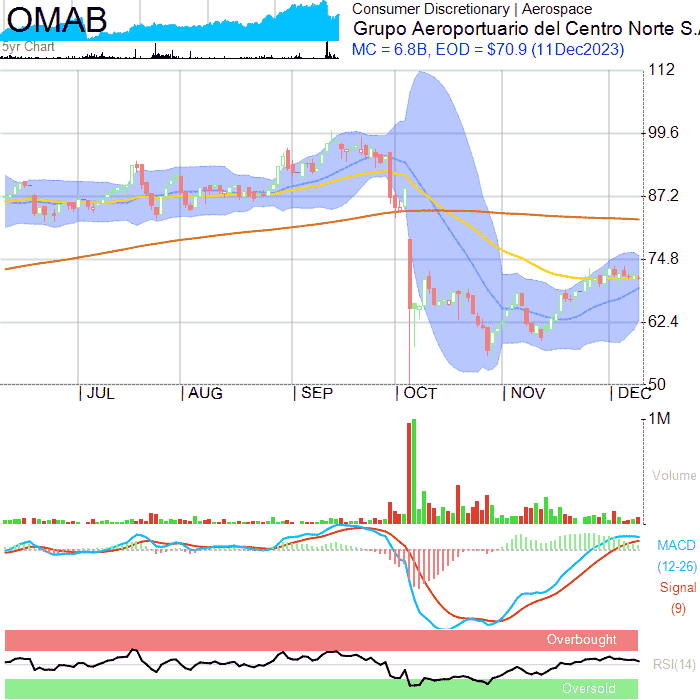 OMAB
5yr Chart
Consumer Discretionary | Aerospace
Grupo Aeroportuario del Centro Norte S.A
MC = 6.8B, EOD = $70.9 (11Dec2023)
112
99.6
87.2
74.8
62.4
50
JUL AUG SEP OCT NOV DEC
1M
Volume
MACD
(12-26)
Signal
(9)
Overbought
RSI(14)
Oversold